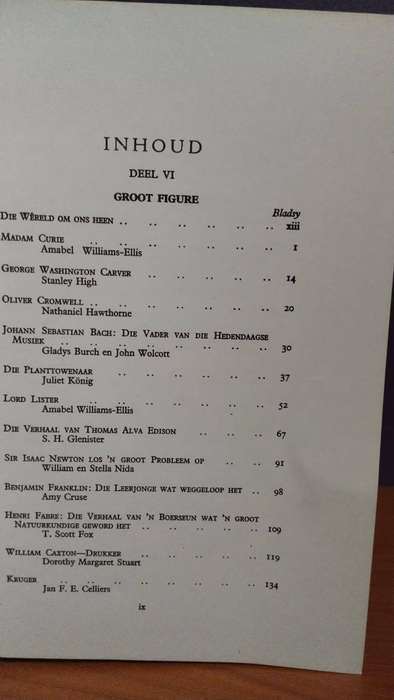 INHOUD
DEEL VI
GROOT FIGURE
Bladsy
DIE WÊRELD OM ONS HEEN .. .. .. .. .. .. xiii
MADAM CURIE .. .. .. .. .. .. .. 1
Amabel Williams-Ellis
GEORGE WASHINGTON CARVER .. .. .. .. .. 14
Stanley High
OLIVER CROMWELL .. .. .. .. .. .. .. 20
Nathaniel Hawthorne
JOHANN SEBASTIAN BACH: DIE VADER VAN DIE HEDENDAAGSE
MUSIEK .. .. .. .. .. .. .. .. 30
Gladys Burch en John Wolcott
DIE PLANTTOWENAAR .. .. .. .. .. .. 37
Juliet König
LORD LISTER .. .. .. .. .. .. .. 52
Amabel Williams-Ellis
DIE VERHAAL VAN THOMAS ALVA EDISON .. .. .. 67
S. H. Glenister
SIR ISAAC NEWTON LOS 'N GROOT PROBLEEM OP .. .. 91
William en Stella Nida
BENJAMIN FRANKLIN: DIE LEERJONGE WAT WEGGELOOP HET .. 98
Amy Cruse
HENRI FABRE: DIE VERHAAL VAN 'N BOERSEUN WAT 'N GROOT
NATUURKUNDIGE GEWORD HET .. .. .. .. .. 109
T. Scott Fox
WILLIAM CAXTON—DRUKKER .. .. .. .. .. 119
Dorothy Margaret Stuart
KRUGER .. .. .. .. .. .. .. .. 134
Jan F. E. Celliers
ix